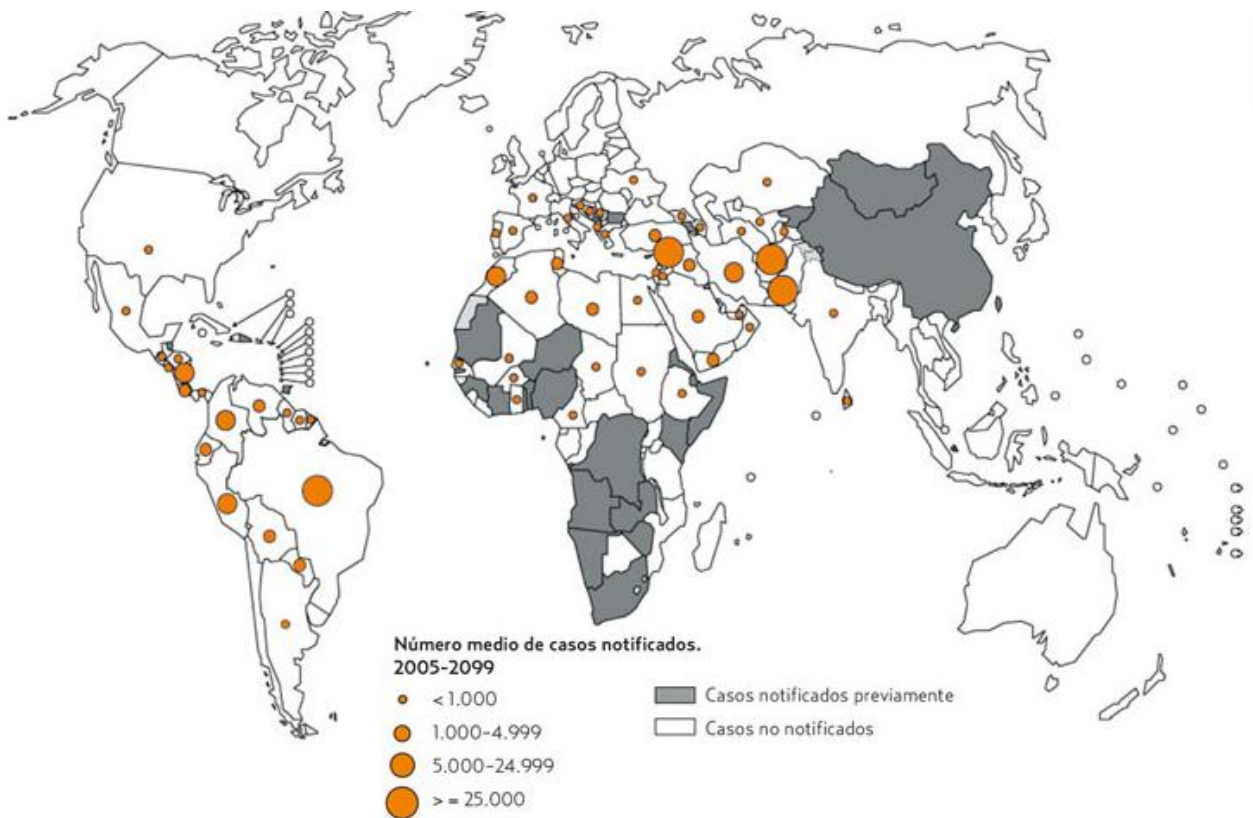 Número medio de casos notificados.
2005-2099
< 1.000
1.000-4.999
5.000-24.999
> = 25.000
Casos notificados previamente
Casos no notificados